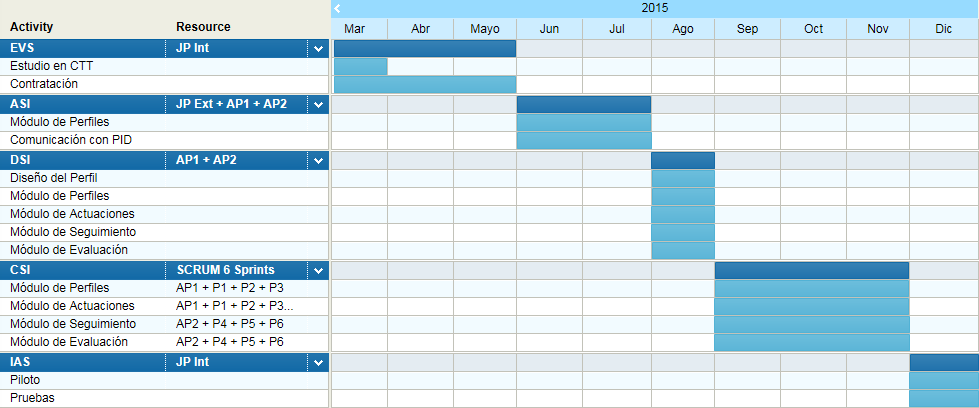 2015
Activity Resource Mar Abr Mayo Jun Jul Ago Sep Oct Nov Dic
EVS JP Int
Estudio en CTT
Contratación
ASI JP Ext + AP1 + AP2
Módulo de Perfiles
Comunicación con PID
DSI AP1 + AP2
Diseño del Perfil
Módulo de Perfiles
Módulo de Actuaciones
Módulo de Seguimiento
Módulo de Evaluación
CSI SCRUM 6 Sprints
Módulo de Perfiles AP1 + P1 + P2 + P3
Módulo de Actuaciones AP1 + P1 + P2 + P3...
Módulo de Seguimiento AP2 + P4 + P5 + P6
Módulo de Evaluación AP2 + P4 + P5 + P6
IAS JP Int
Piloto
Pruebas